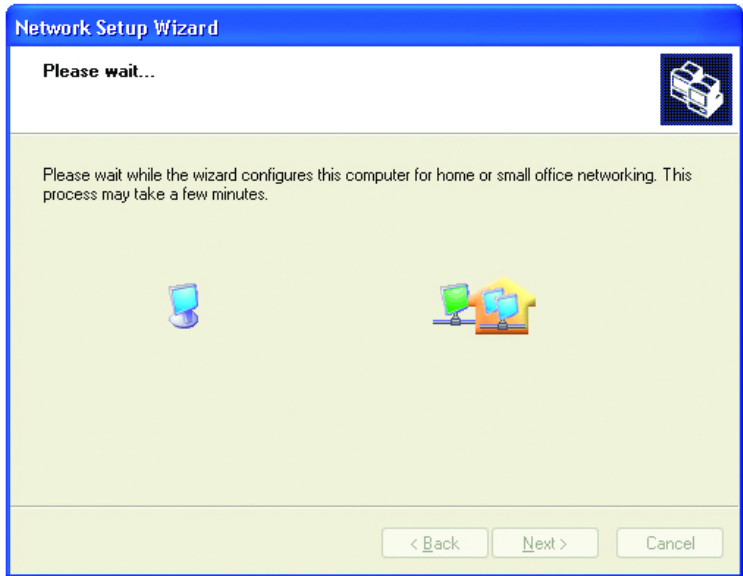 Network Setup Wizard
Please wait...
Please wait while the wizard configures this computer for home or small office networking. This
process may take a few minutes.
< Back Next > Cancel